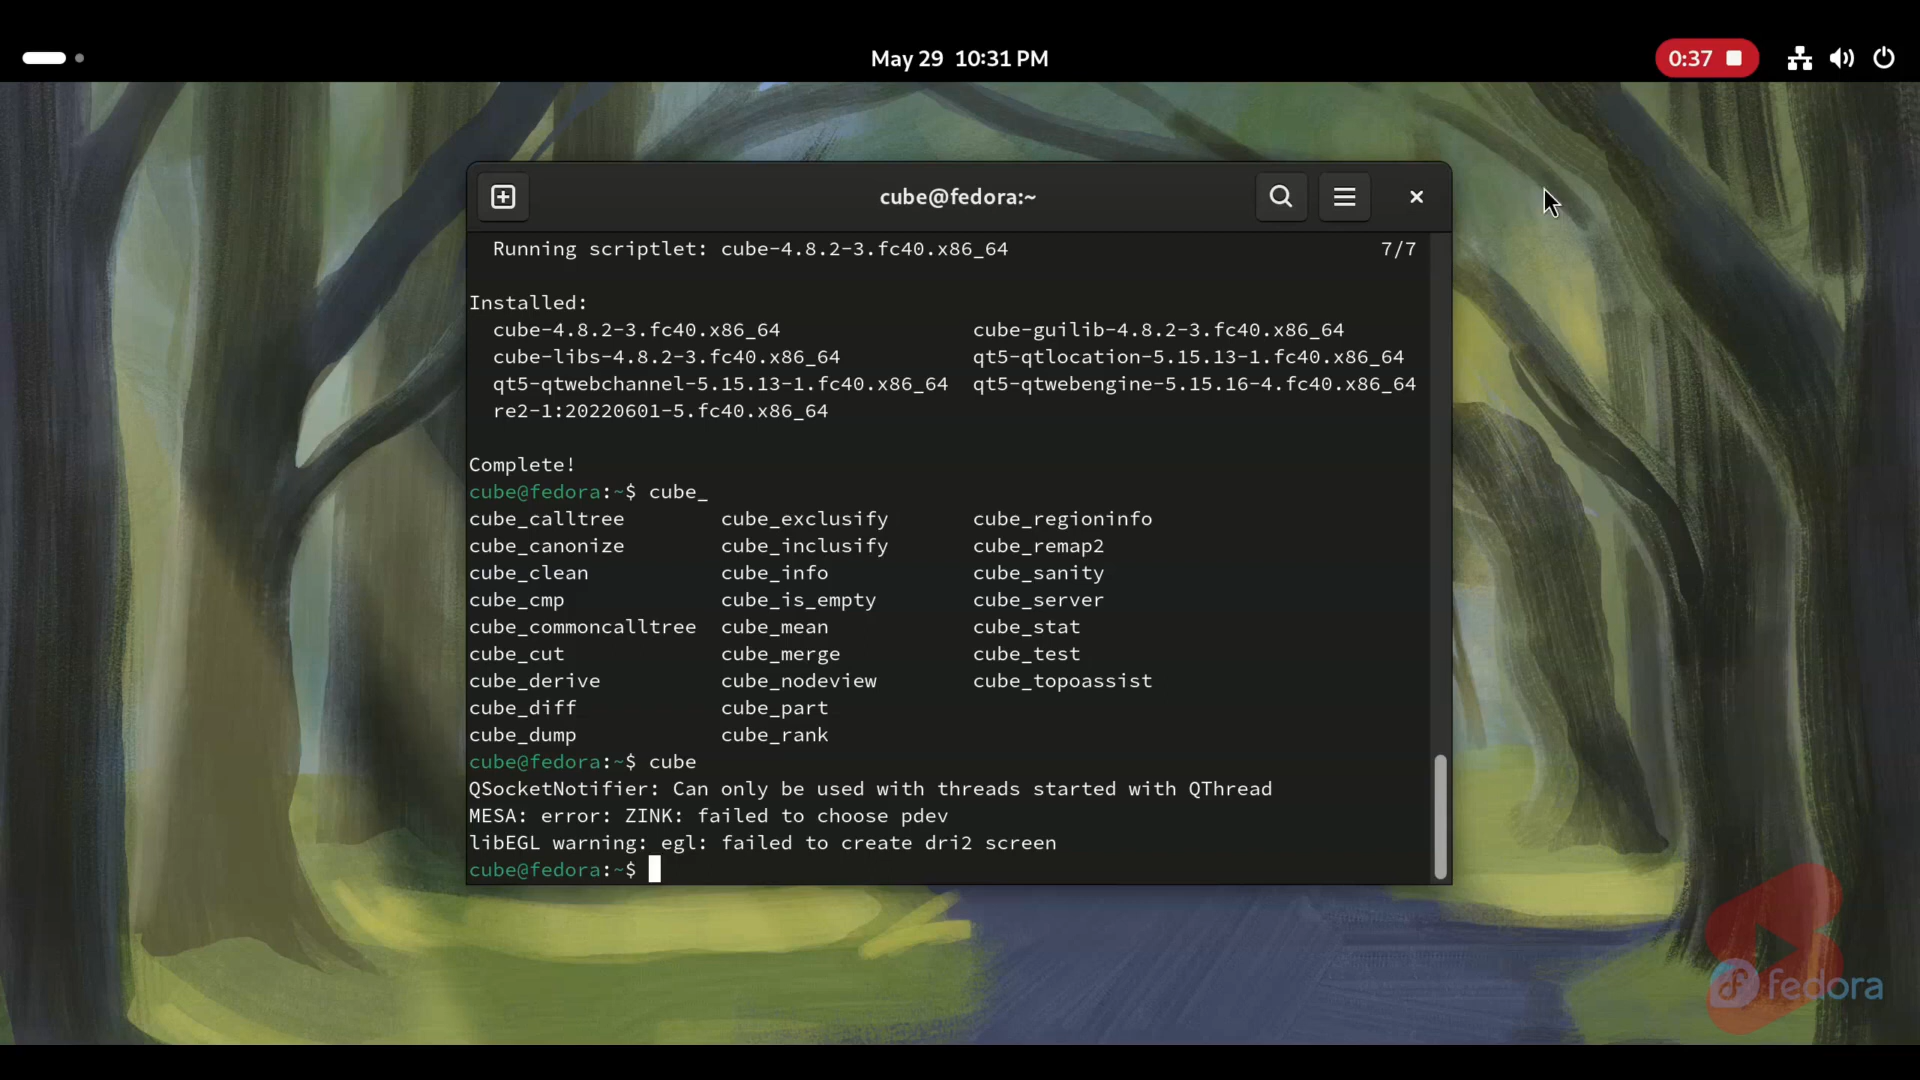 May 29 10:31 PM
0:37
cube@fedora:~
Running scriptlet: cube-4.8.2-3.fc40.x86_64 7/7
Installed:
cube-4.8.2-3.fc40.x86_64 cube-guilib-4.8.2-3.fc40.x86_64
cube-libs-4.8.2-3.fc40.x86_64 qt5-qtlocation-5.15.13-1.fc40.x86_64
qt5-qtwebchannel-5.15.13-1.fc40.x86_64 qt5-qtwebengine-5.15.16-4.fc40.x86_64
re2-1:20220601-5.fc40.x86_64
Complete!
cube@fedora:~$ cube_
cube_calltree cube_exclusify cube_regioninfo
cube_canonize cube_inclusify cube_remap2
cube_clean cube_info cube_sanity
cube_cmp cube_is_empty cube_server
cube_commoncalltree cube_mean cube_stat
cube_cut cube_merge cube_test
cube_derive cube_nodeview cube_topoassist
cube_diff cube_part
cube_dump cube_rank
cube@fedora:~$ cube
QSocketNotifier: Can only be used with threads started with QThread
MESA: error: ZINK: failed to choose pdev
libEGL warning: egl: failed to create dri2 screen
cube@fedora:~$
fedora